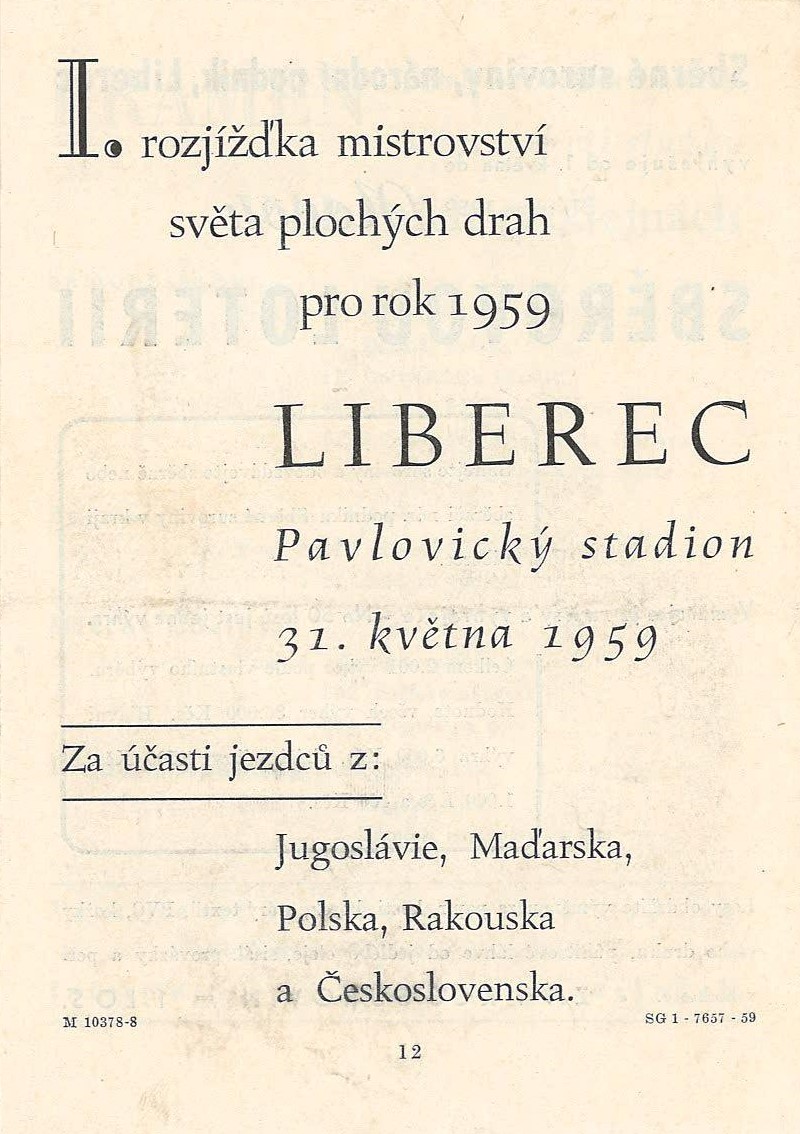 I. rozjížďka mistrovství
světa plochých drah
pro rok 1959
LIBEREC
Pavlovický stadion
31. května 1959
Za účasti jezdců z:
Jugoslávie, Maďarska,
Polska, Rakouska
a Československa.
M 10378-8
SG 1 - 7657 - 59
12